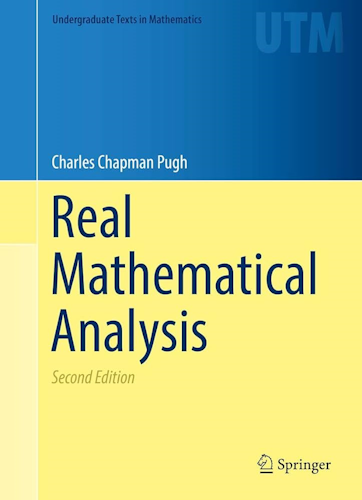 Undergraduate Texts in Mathematics
UTM
Charles Chapman Pugh
Real
Mathematical
Analysis
Second Edition
Springer